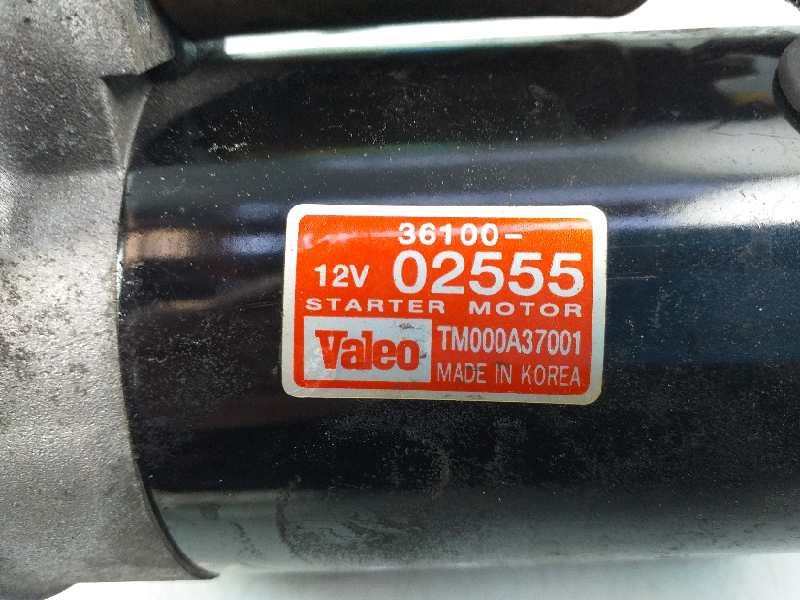 36100-
12V 02555
STARTER MOTOR
Valeo TM000A37001
MADE IN KOREA